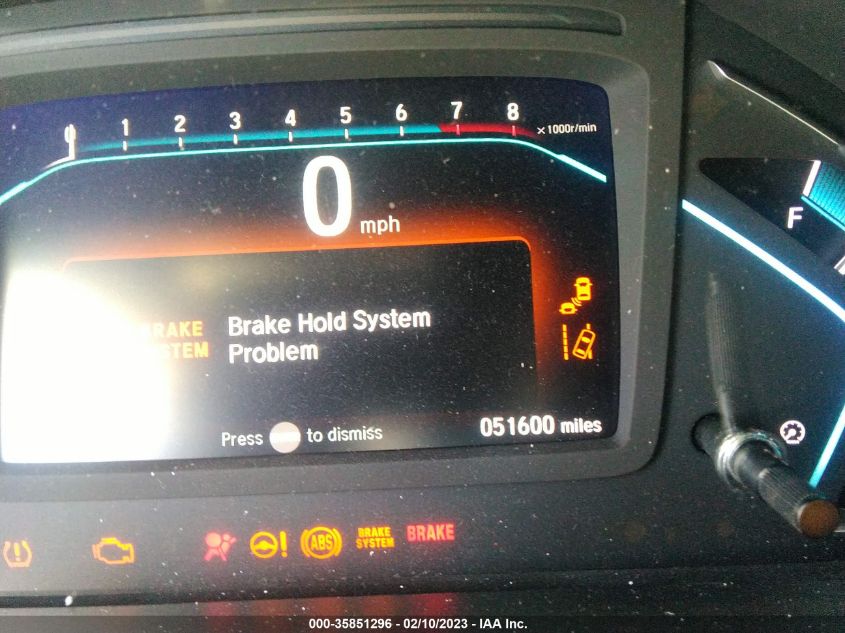 0 1 2 3 4 5 6 7 8 ×1000r/min
0 mph
F
BRAKE
SYSTEM
Brake Hold System
Problem
Press to dismiss
051600 miles
ABS
BRAKE
SYSTEM
BRAKE
000-35851296 - 02/10/2023 - IAA Inc.